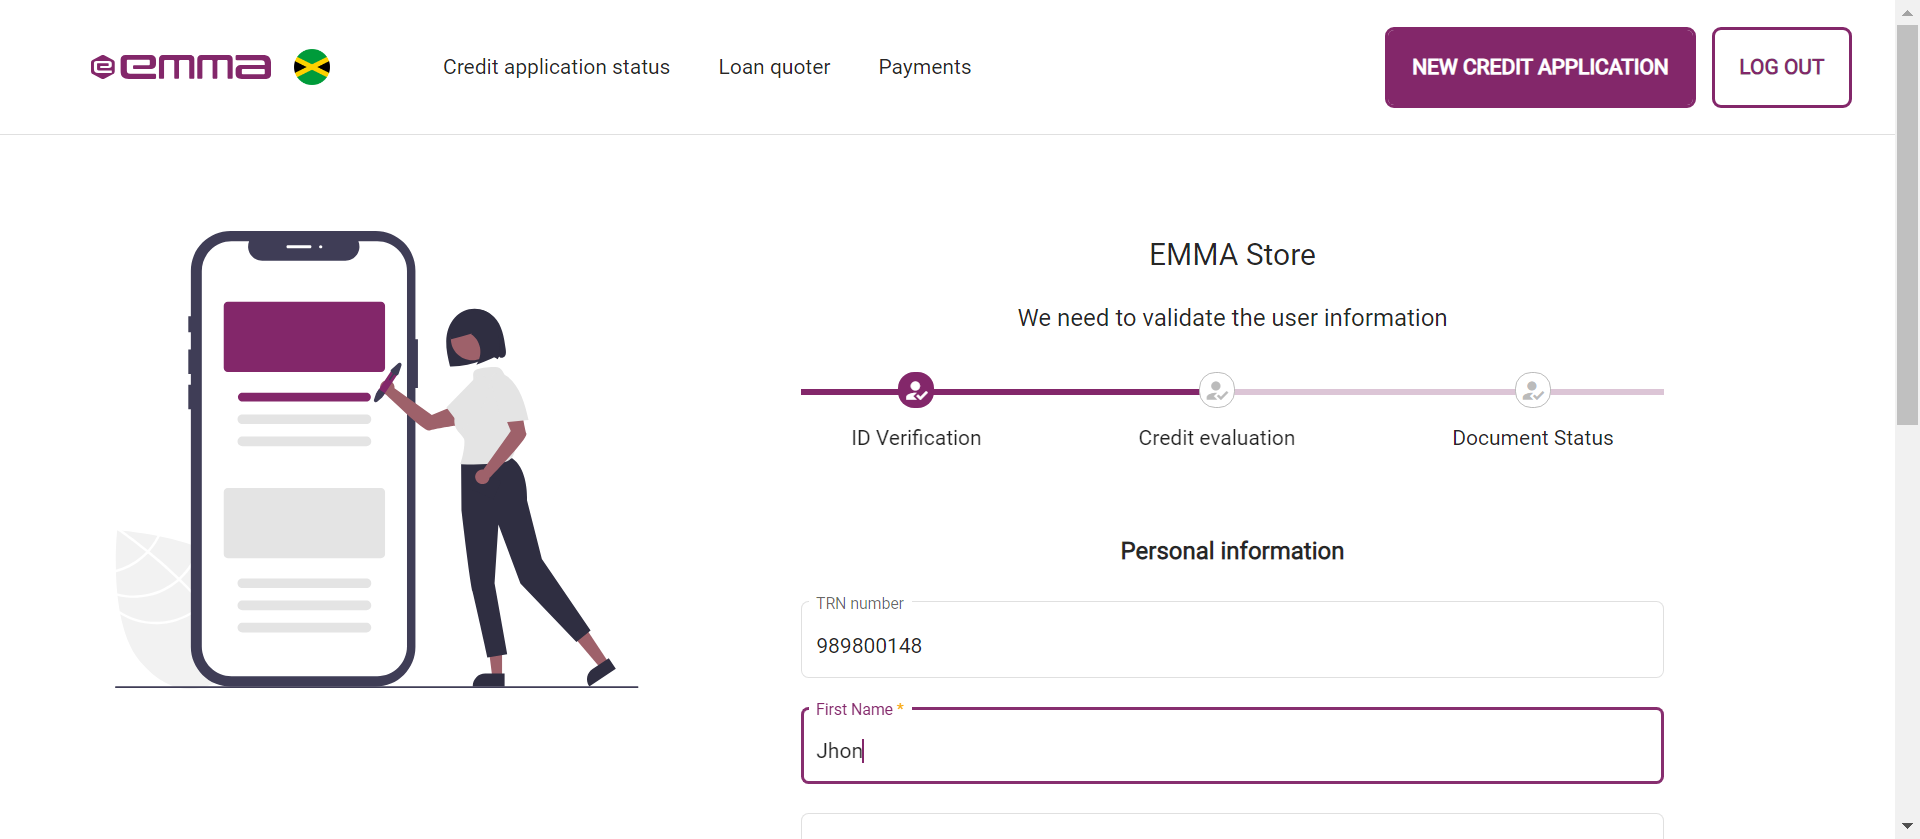 emma
Credit application status
Loan quoter
Payments
NEW CREDIT APPLICATION
LOG OUT
EMMA Store
We need to validate the user information
ID Verification
Credit evaluation
Document Status
Personal information
TRN number
989800148
First Name *
Jhon